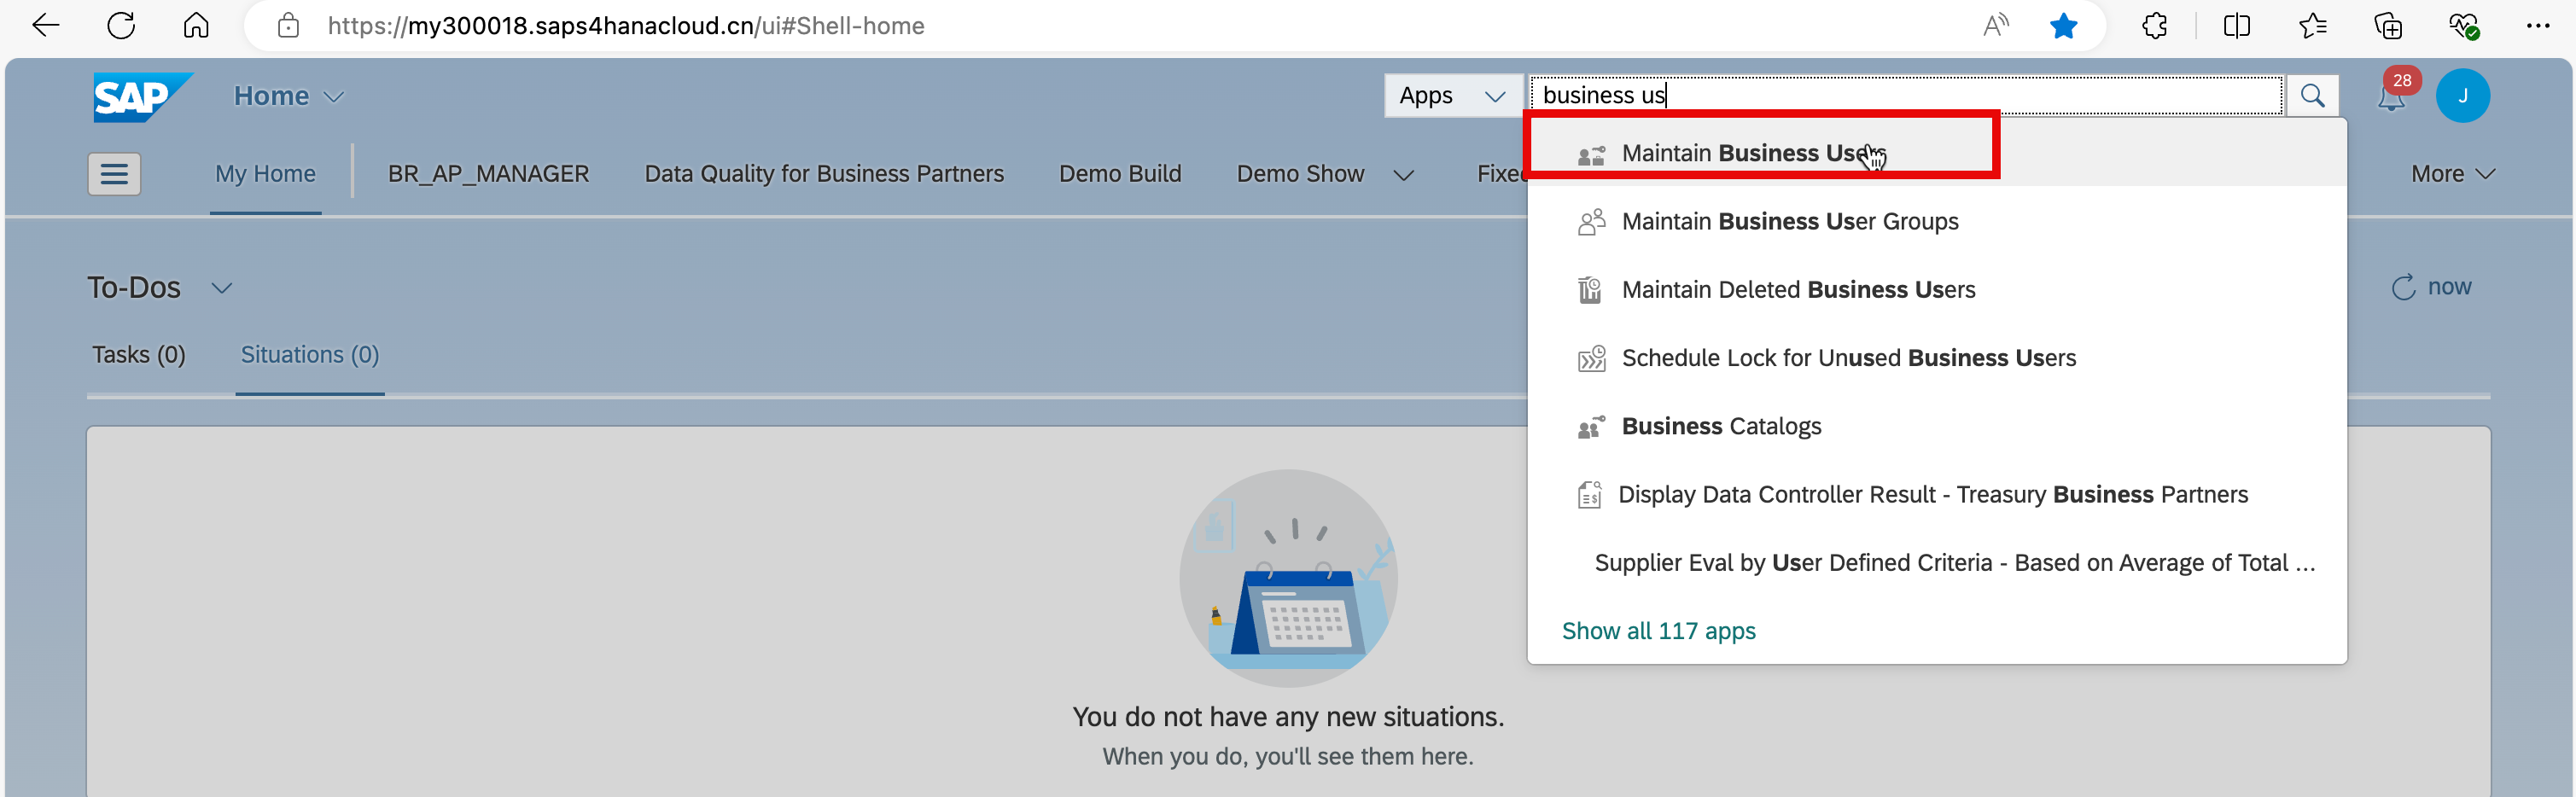 https://my300018.saps4hanacloud.cn/ui#Shell-home
SAP
Home
Apps
business us
28
J
My Home
BR_AP_MANAGER
Data Quality for Business Partners
Demo Build
Demo Show
Fixed
More
Maintain Business Users
Maintain Business User Groups
Maintain Deleted Business Users
Schedule Lock for Unused Business Users
Business Catalogs
Display Data Controller Result - Treasury Business Partners
Supplier Eval by User Defined Criteria - Based on Average of Total ...
Show all 117 apps
To-Dos
now
Tasks (0)
Situations (0)
You do not have any new situations.
When you do, you'll see them here.